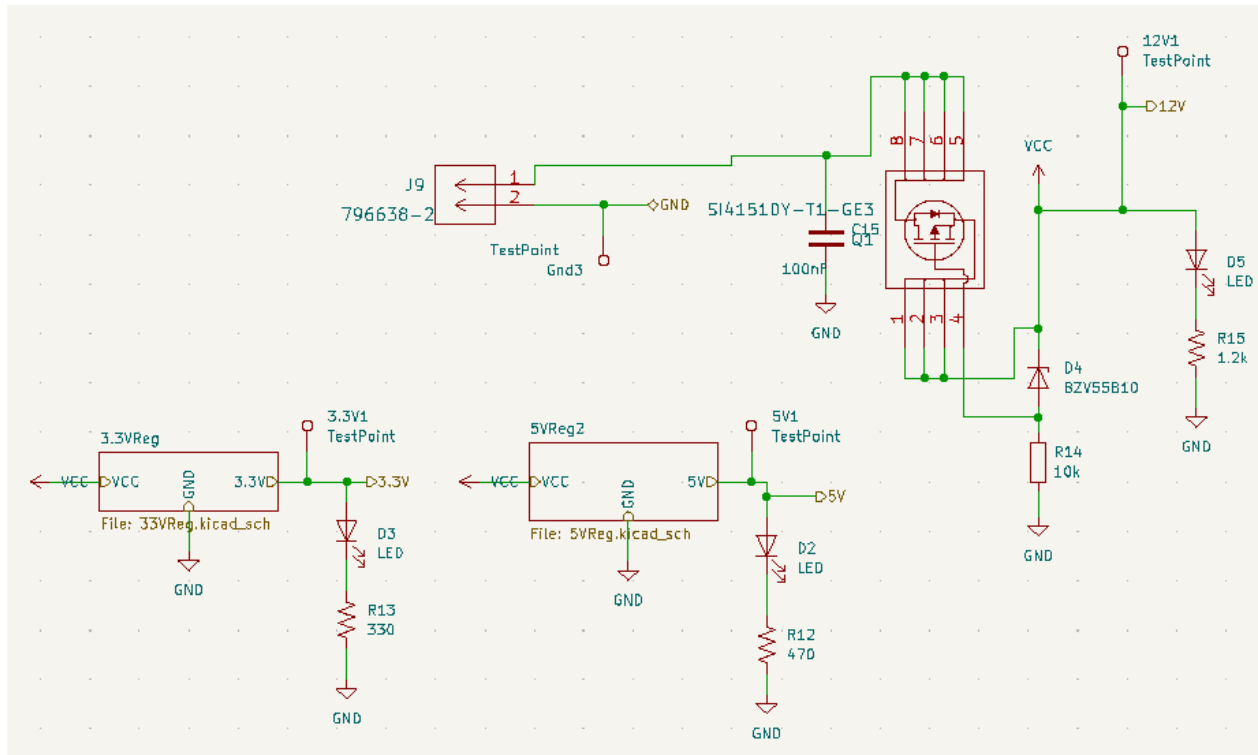 12V1
TestPoint
12V
VCC
8
7
6
5
J9
796638-2
1
2
GND
SI4151DY-T1-GE3
C15
Q1
100nF
TestPoint
Gnd3
GND
1
2
3
4
D5
LED
R15
1.2k
GND
D4
BZV55B10
R14
10k
GND
3.3V1
TestPoint
3.3VReg
VCC
VCC
GND
3.3V
3.3V
File: 33VReg.kicad_sch
GND
D3
LED
R13
330
GND
5V1
TestPoint
5VReg2
VCC
VCC
GND
5V
5V
File: 5VReg.kicad_sch
GND
D2
LED
R12
470
GND